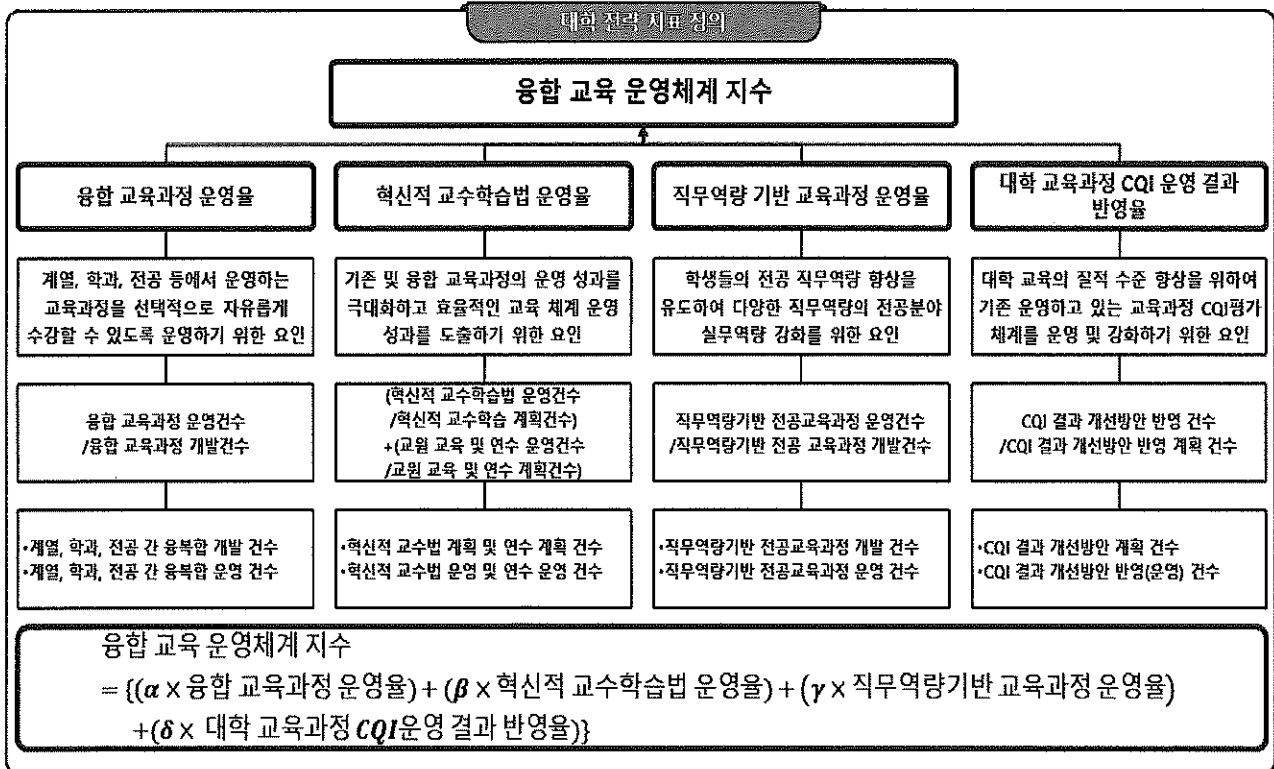 대학 전략 지표 정의
융합 교육 운영체계 지수
융합 교육과정 운영율
계열, 학과, 전공 등에서 운영하는
교육과정을 선택적으로 자유롭게
수강할 수 있도록 운영하기 위한 요인
융합 교육과정 운영건수
/융합 교육과정 개발건수
•계열, 학과, 전공 간 융복합 개발 건수
•계열, 학과, 전공 간 융복합 운영 건수
혁신적 교수학습법 운영율
기존 및 융합 교육과정의 운영 성과를
극대화하고 효율적인 교육 체계 운영
성과를 도출하기 위한 요인
(혁신적 교수학습법 운영건수
/혁신적 교수학습 계획건수)
+(교원 교육 및 연수 운영건수
/교원 교육 및 연수 계획건수)
•혁신적 교수법 계획 및 연수 계획 건수
•혁신적 교수법 운영 및 연수 운영 건수
직무역량 기반 교육과정 운영율
학생들의 전공 직무역량 향상을
유도하여 다양한 직무역량의 전공분야
실무역량 강화를 위한 요인
직무역량기반 전공교육과정 운영건수
/직무역량기반 전공 교육과정 개발건수
•직무역량기반 전공교육과정 개발 건수
•직무역량기반 전공교육과정 운영 건수
대학 교육과정 CQI 운영 결과
반영율
대학 교육의 질적 수준 향상을 위하여
기존 운영하고 있는 교육과정 CQI평가
체계를 운영 및 강화하기 위한 요인
CQI 결과 개선방안 반영 건수
/CQI 결과 개선방안 반영 계획 건수
•CQI 결과 개선방안 계획 건수
•CQI 결과 개선방안 반영(운영) 건수
융합 교육 운영체계 지수
= {(α × 융합 교육과정 운영율) + (β × 혁신적 교수학습법 운영율) + (γ × 직무역량기반 교육과정 운영율)
+(δ × 대학 교육과정 CQI운영 결과 반영율)}